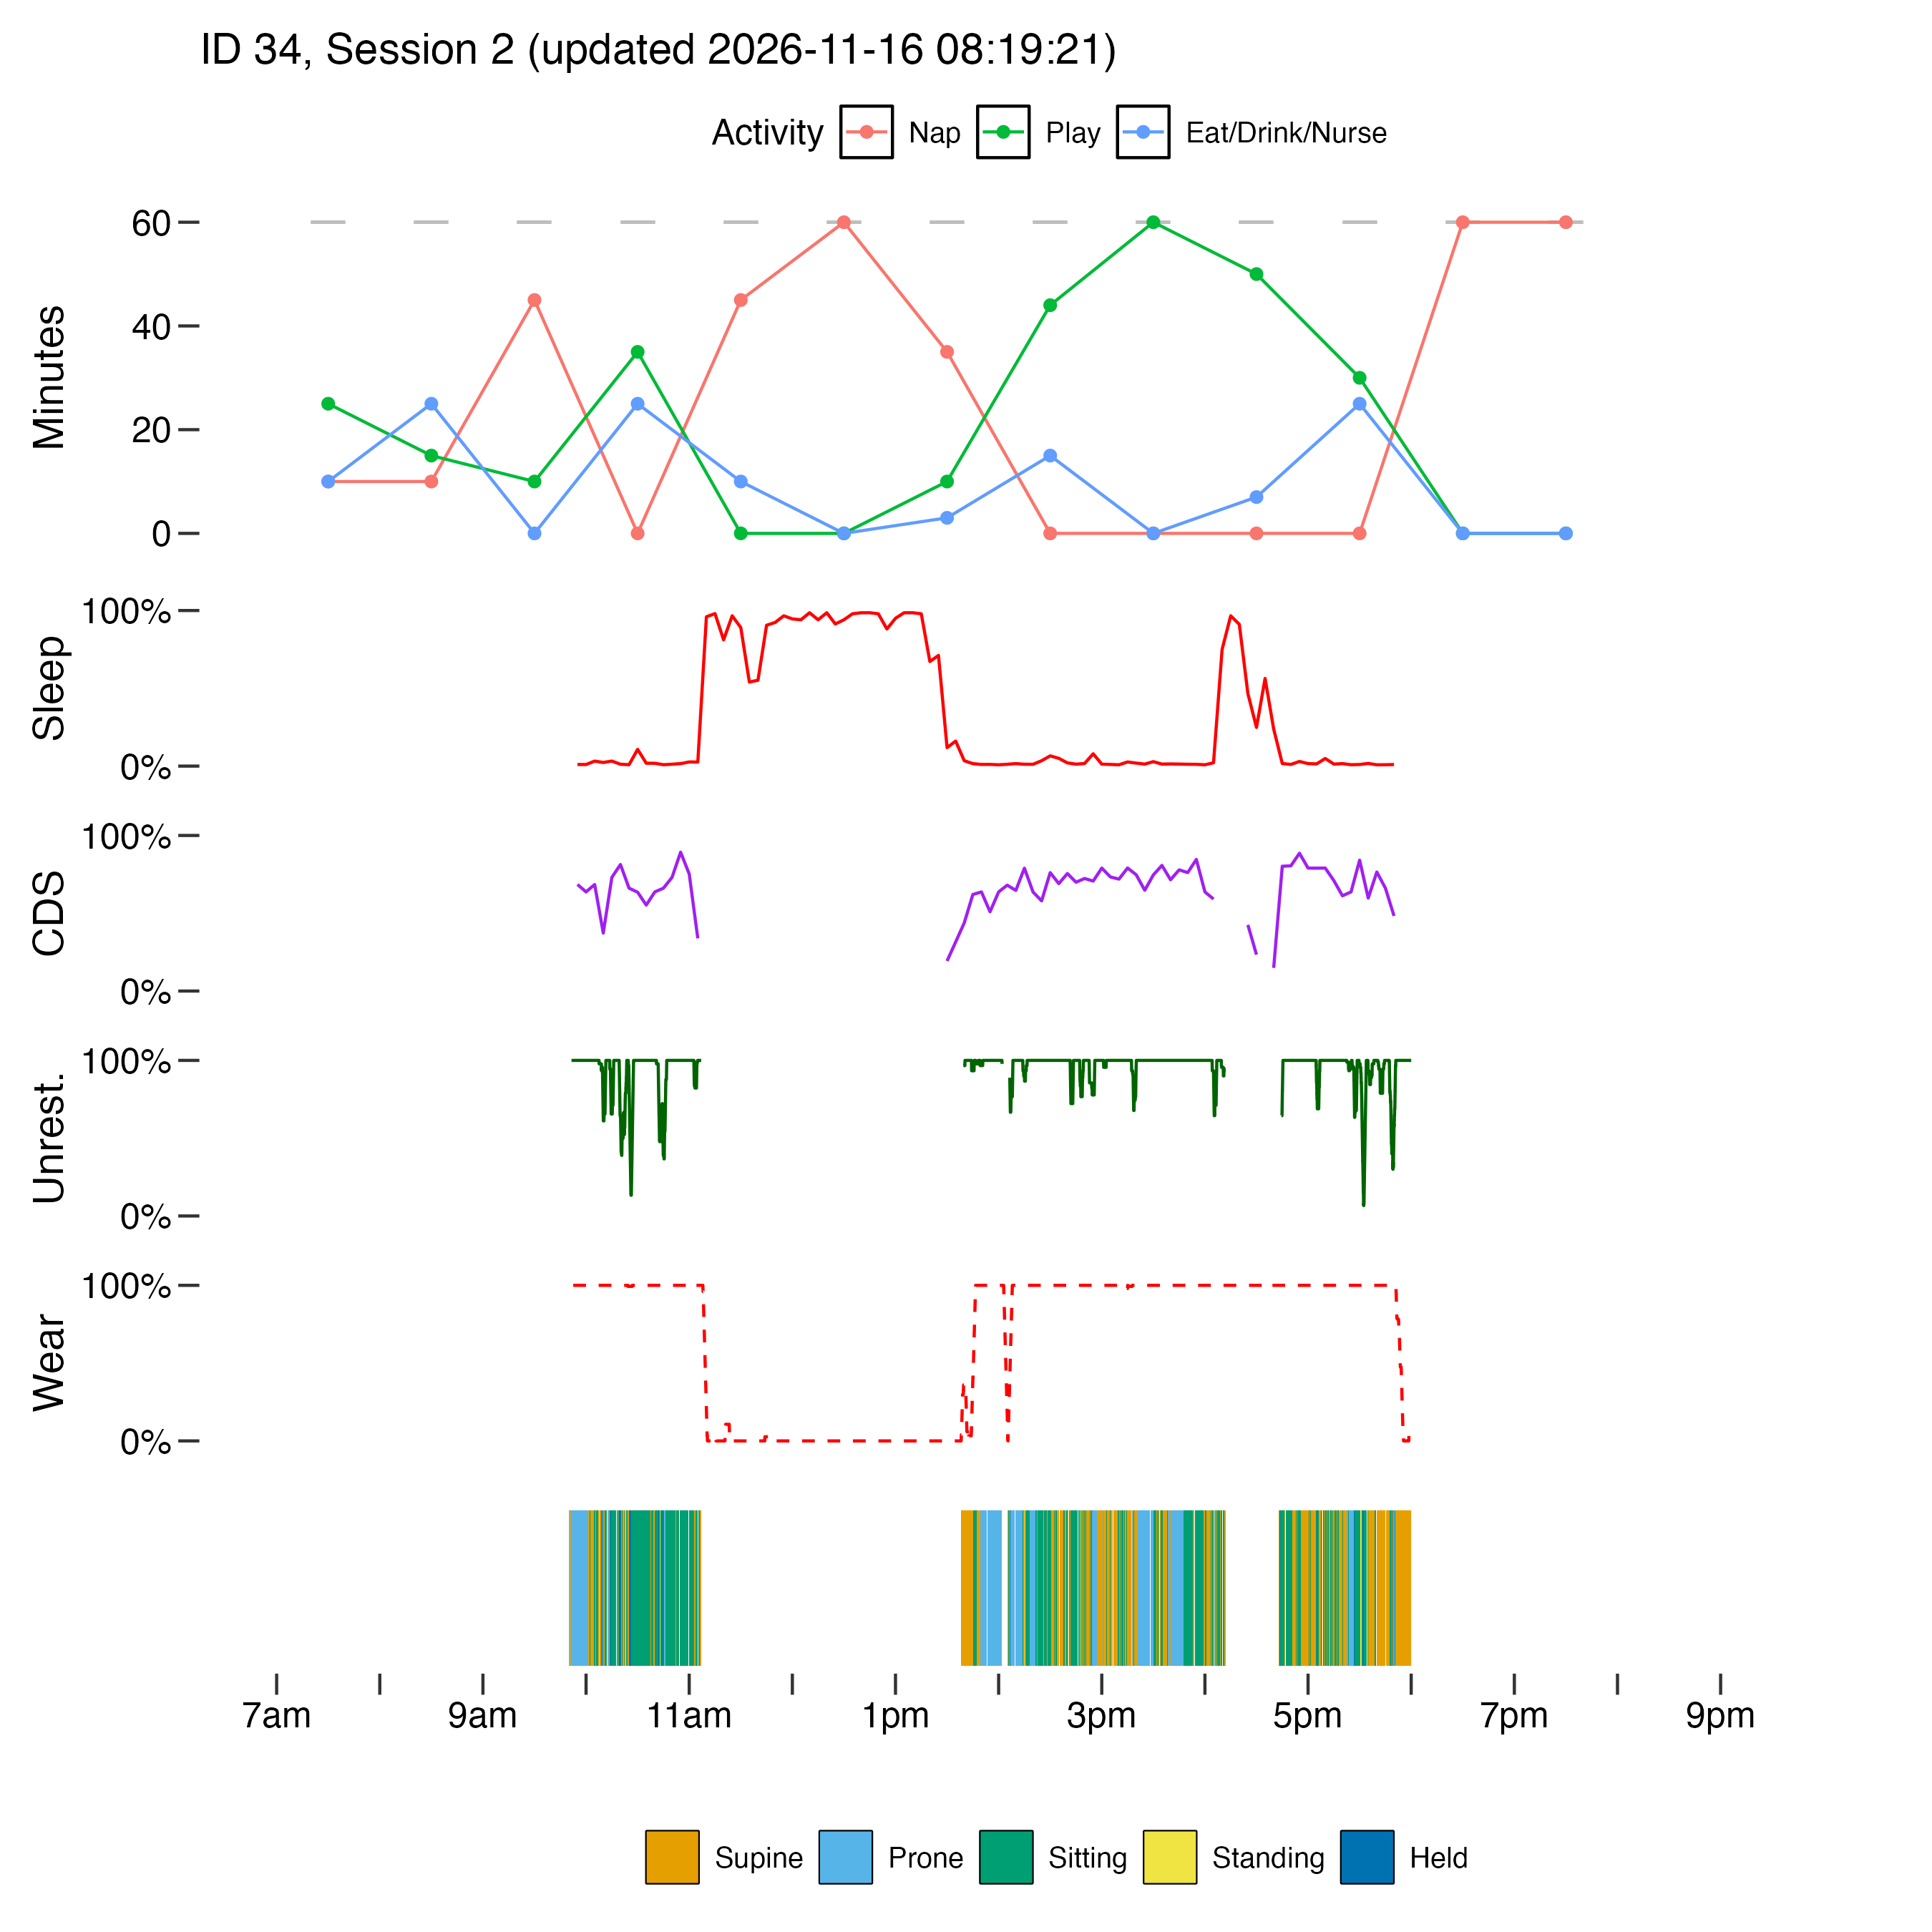 ID 34, Session 2 (updated 2026-11-16 08:19:21)
Activity Nap Play Eat/Drink/Nurse
Minutes
60
40
20
0
Sleep
100%
0%
CDS
100%
0%
Unrest.
100%
0%
Wear
100%
0%
7am 9am 11am 1pm 3pm 5pm 7pm 9pm
Supine Prone Sitting Standing Held